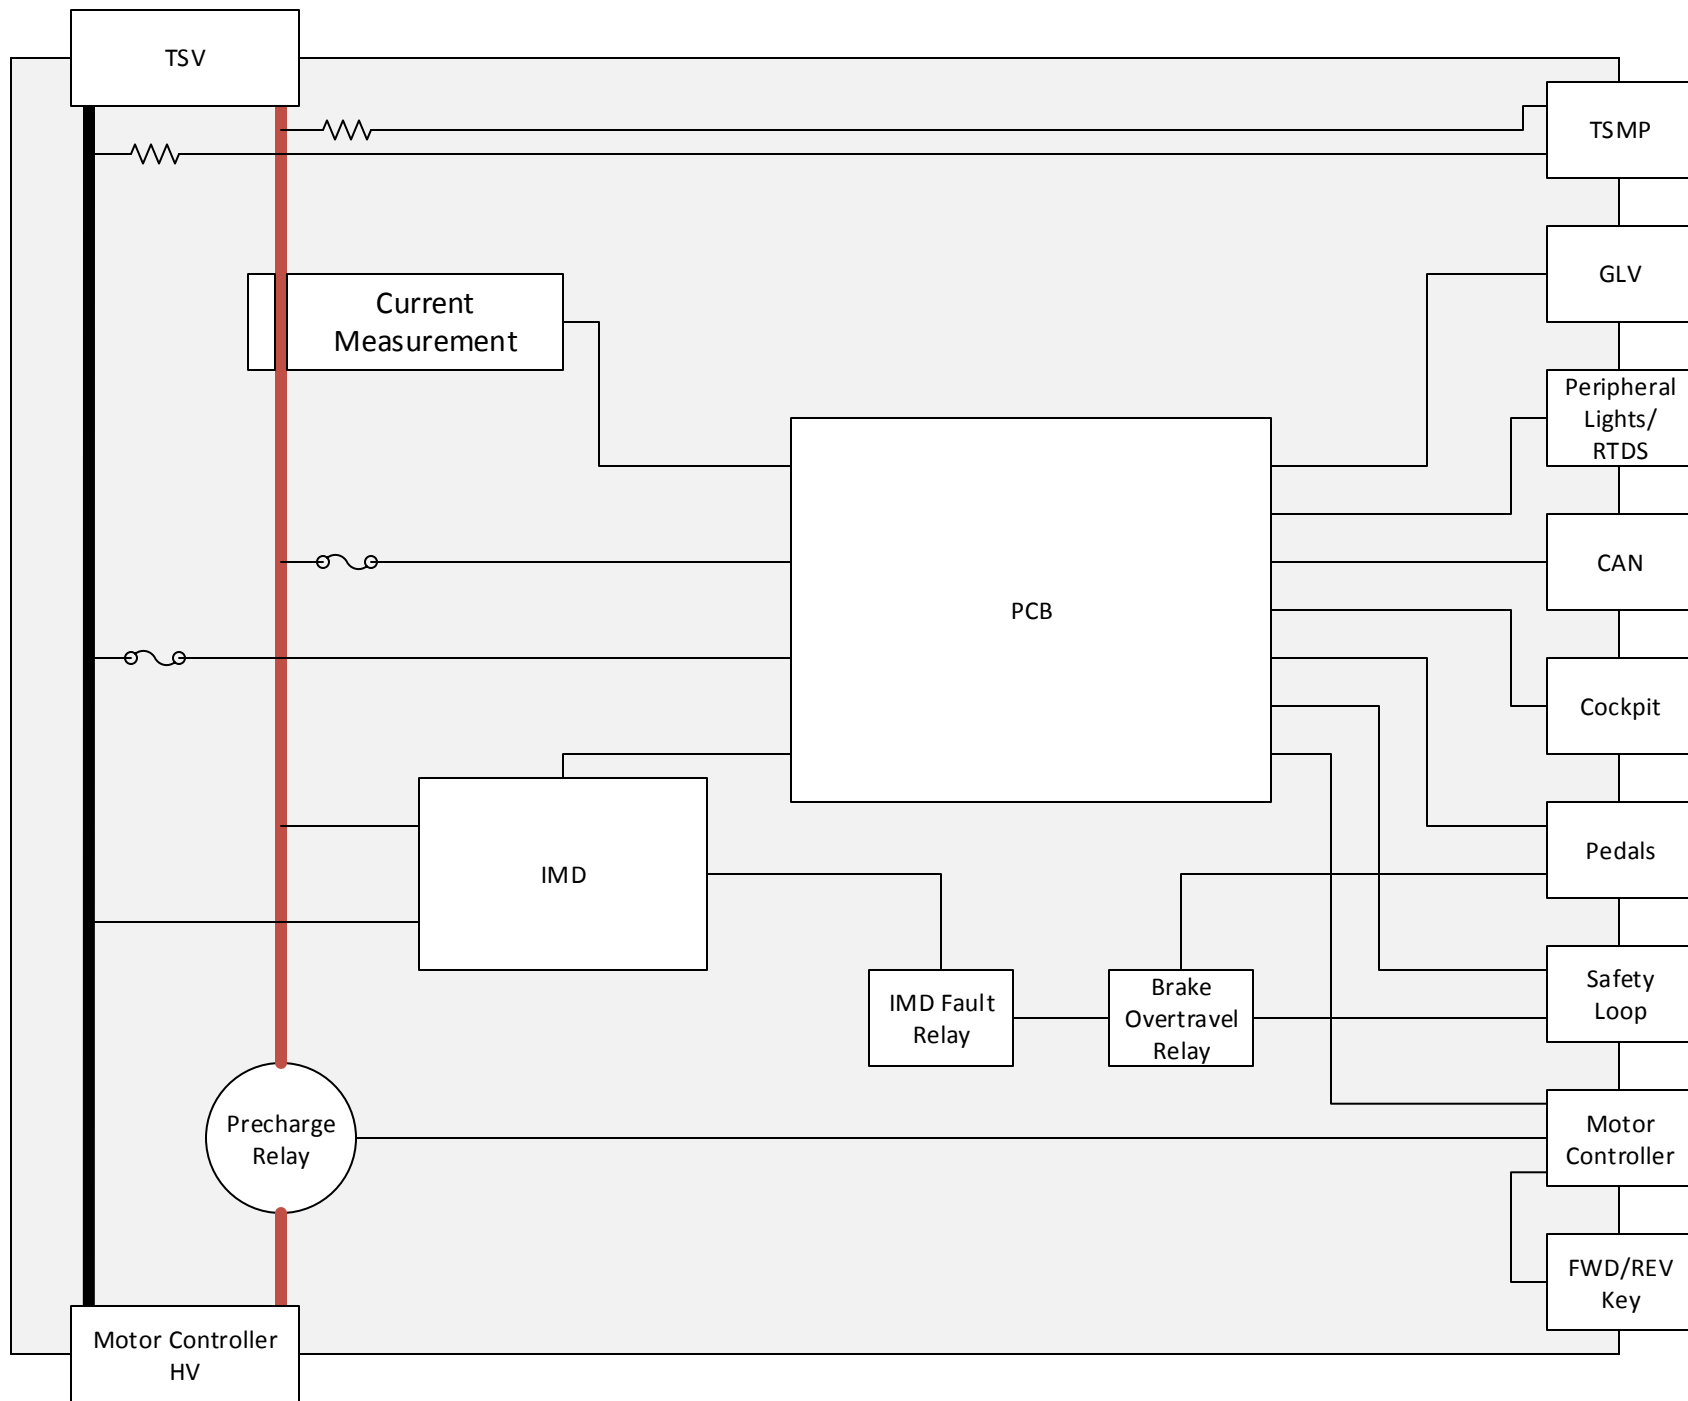 TSV
TSMP
GLV
Current
Measurement
Peripheral
Lights/
RTDS
CAN
PCB
Cockpit
Pedals
IMD
Safety
Loop
IMD Fault
Relay
Brake
Overtravel
Relay
Precharge
Relay
Motor
Controller
FWD/REV
Key
Motor Controller
HV